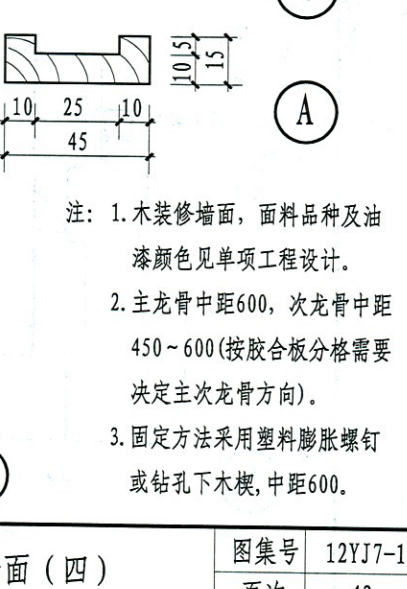 5
10
15
10 25 10
45
A
注: 1.木装修墙面，面料品种及油
漆颜色见单项工程设计。
2.主龙骨中距600，次龙骨中距
450~600(按胶合板分格需要
决定主次龙骨方向)。
3.固定方法采用塑料膨胀螺钉
或钻孔下木楔,中距600。
面（四）
图集号 12YJ7-1